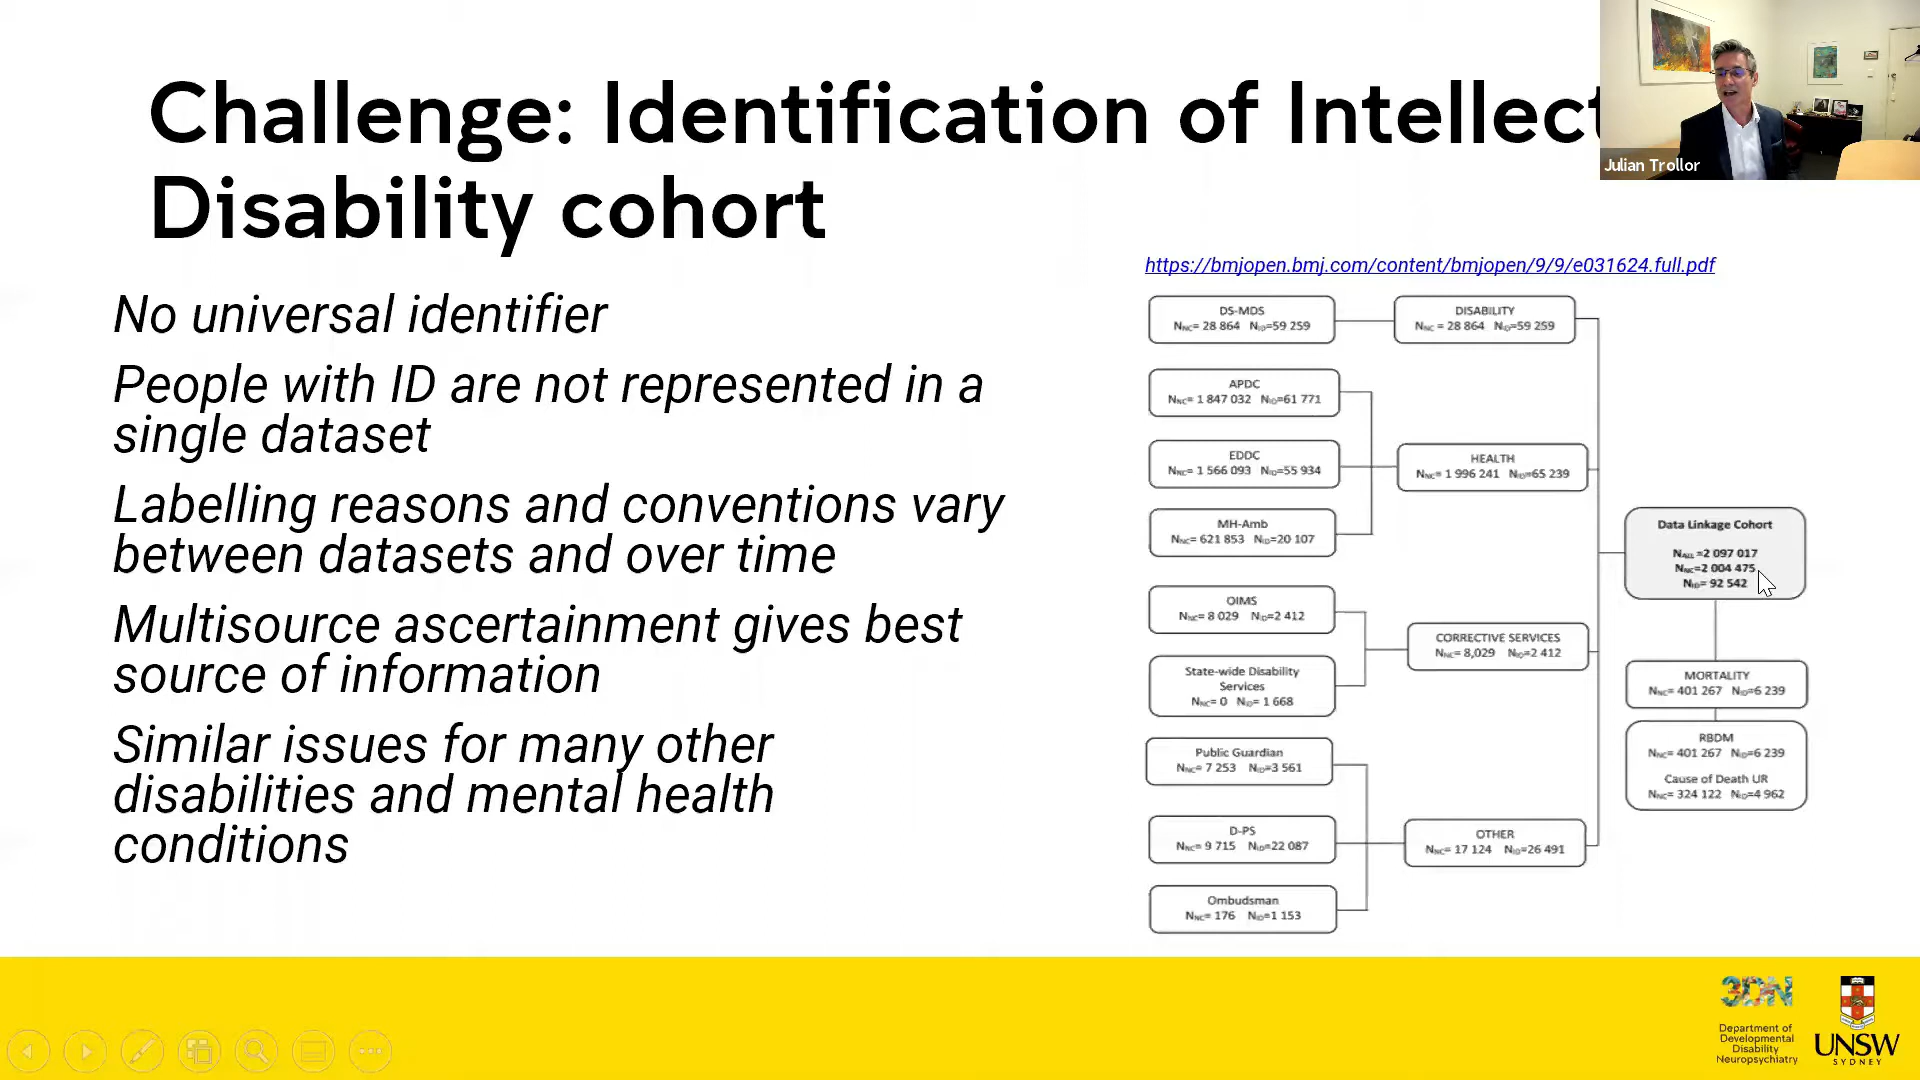 Challenge: Identification of Intellect
Disability cohort
Julian Trollor
https://bmjopen.bmj.com/content/bmjopen/9/9/e031624.full.pdf
No universal identifier
People with ID are not represented in a
single dataset
Labelling reasons and conventions vary
between datasets and over time
Multisource ascertainment gives best
source of information
Similar issues for many other
disabilities and mental health
conditions
DS-MDS
NNC= 28 864 NID=59 259
DISABILITY
NNC = 28 864 NID=59 259
APDC
NNC= 1 847 032 NID=61 771
EDDC
NNC= 1 566 093 NID=55 934
MH-Amb
NNC= 621 853 NID=20 107
HEALTH
NNC= 1 996 241 NID=65 239
OIMS
NNC= 8 029 NID=2 412
State-wide Disability
Services
NNC= 0 NID= 1 668
CORRECTIVE SERVICES
NNC= 8,029 NID=2 412
Public Guardian
NNC= 7 253 NID=3 561
D-PS
NNC= 9 715 NID=22 087
Ombudsman
NNC= 176 NID=1 153
OTHER
NNC= 17 124 NID=26 491
Data Linkage Cohort
NALL =2 097 017
NNC=2 004 475
NID= 92 542
MORTALITY
NNC= 401 267 NID=6 239
RBDM
NNC= 401 267 NID=6 239
Cause of Death UR
NNC= 324 122 NID=4 962
3DN
Department of
Developmental
Disability
Neuropsychiatry
UNSW
SYDNEY